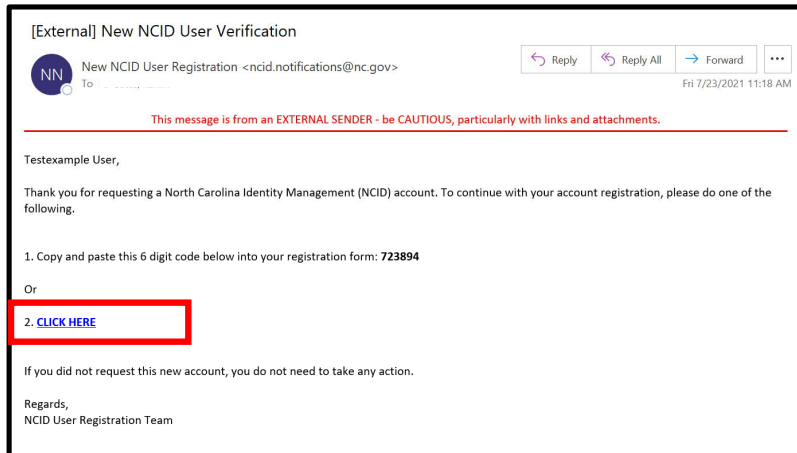 [External] New NCID User Verification
NN
New NCID User Registration <ncid.notifications@nc.gov>
To
Reply
Reply All
Forward
Fri 7/23/2021 11:18 AM
This message is from an EXTERNAL SENDER - be CAUTIOUS, particularly with links and attachments.
Testexample User,
Thank you for requesting a North Carolina Identity Management (NCID) account. To continue with your account registration, please do one of the
following.
1. Copy and paste this 6 digit code below into your registration form: 723894
Or
2. CLICK HERE
If you did not request this new account, you do not need to take any action.
Regards,
NCID User Registration Team